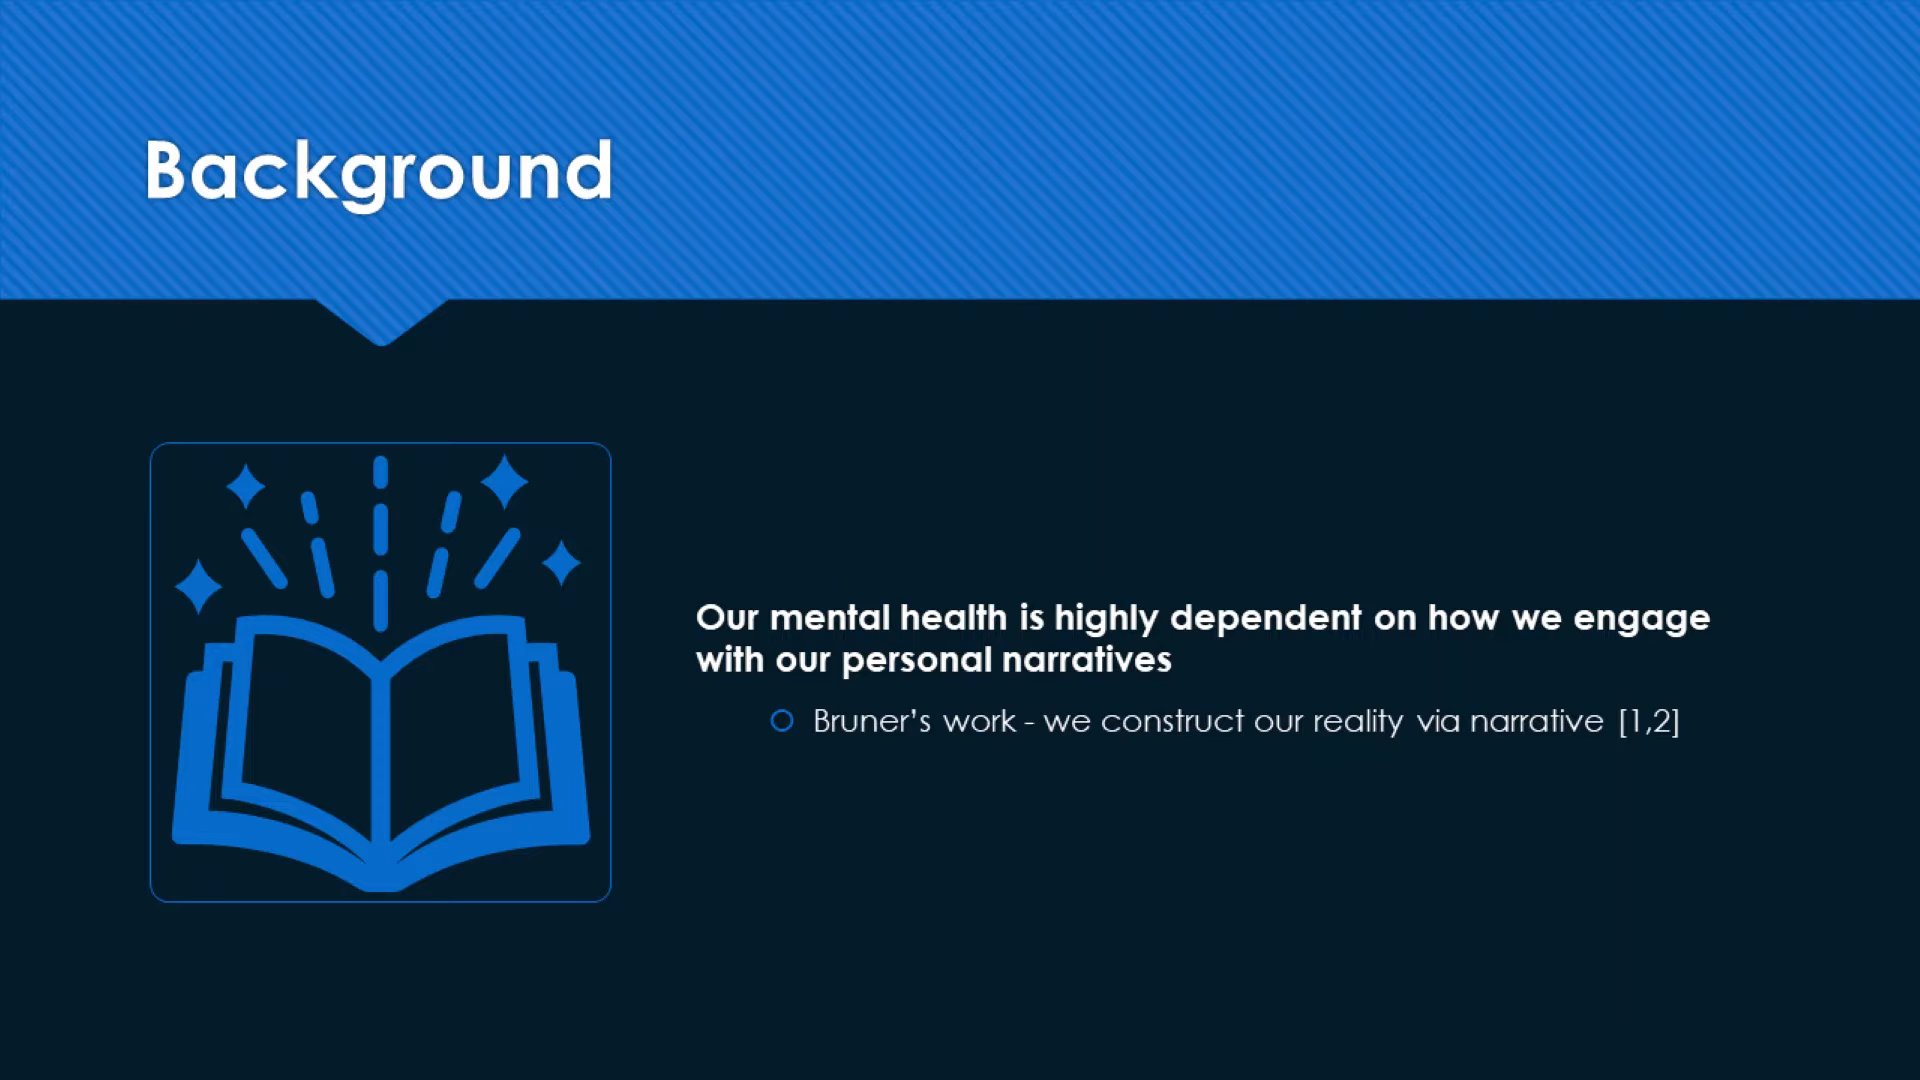 Background
Our mental health is highly dependent on how we engage
with our personal narratives
Bruner’s work - we construct our reality via narrative [1,2]